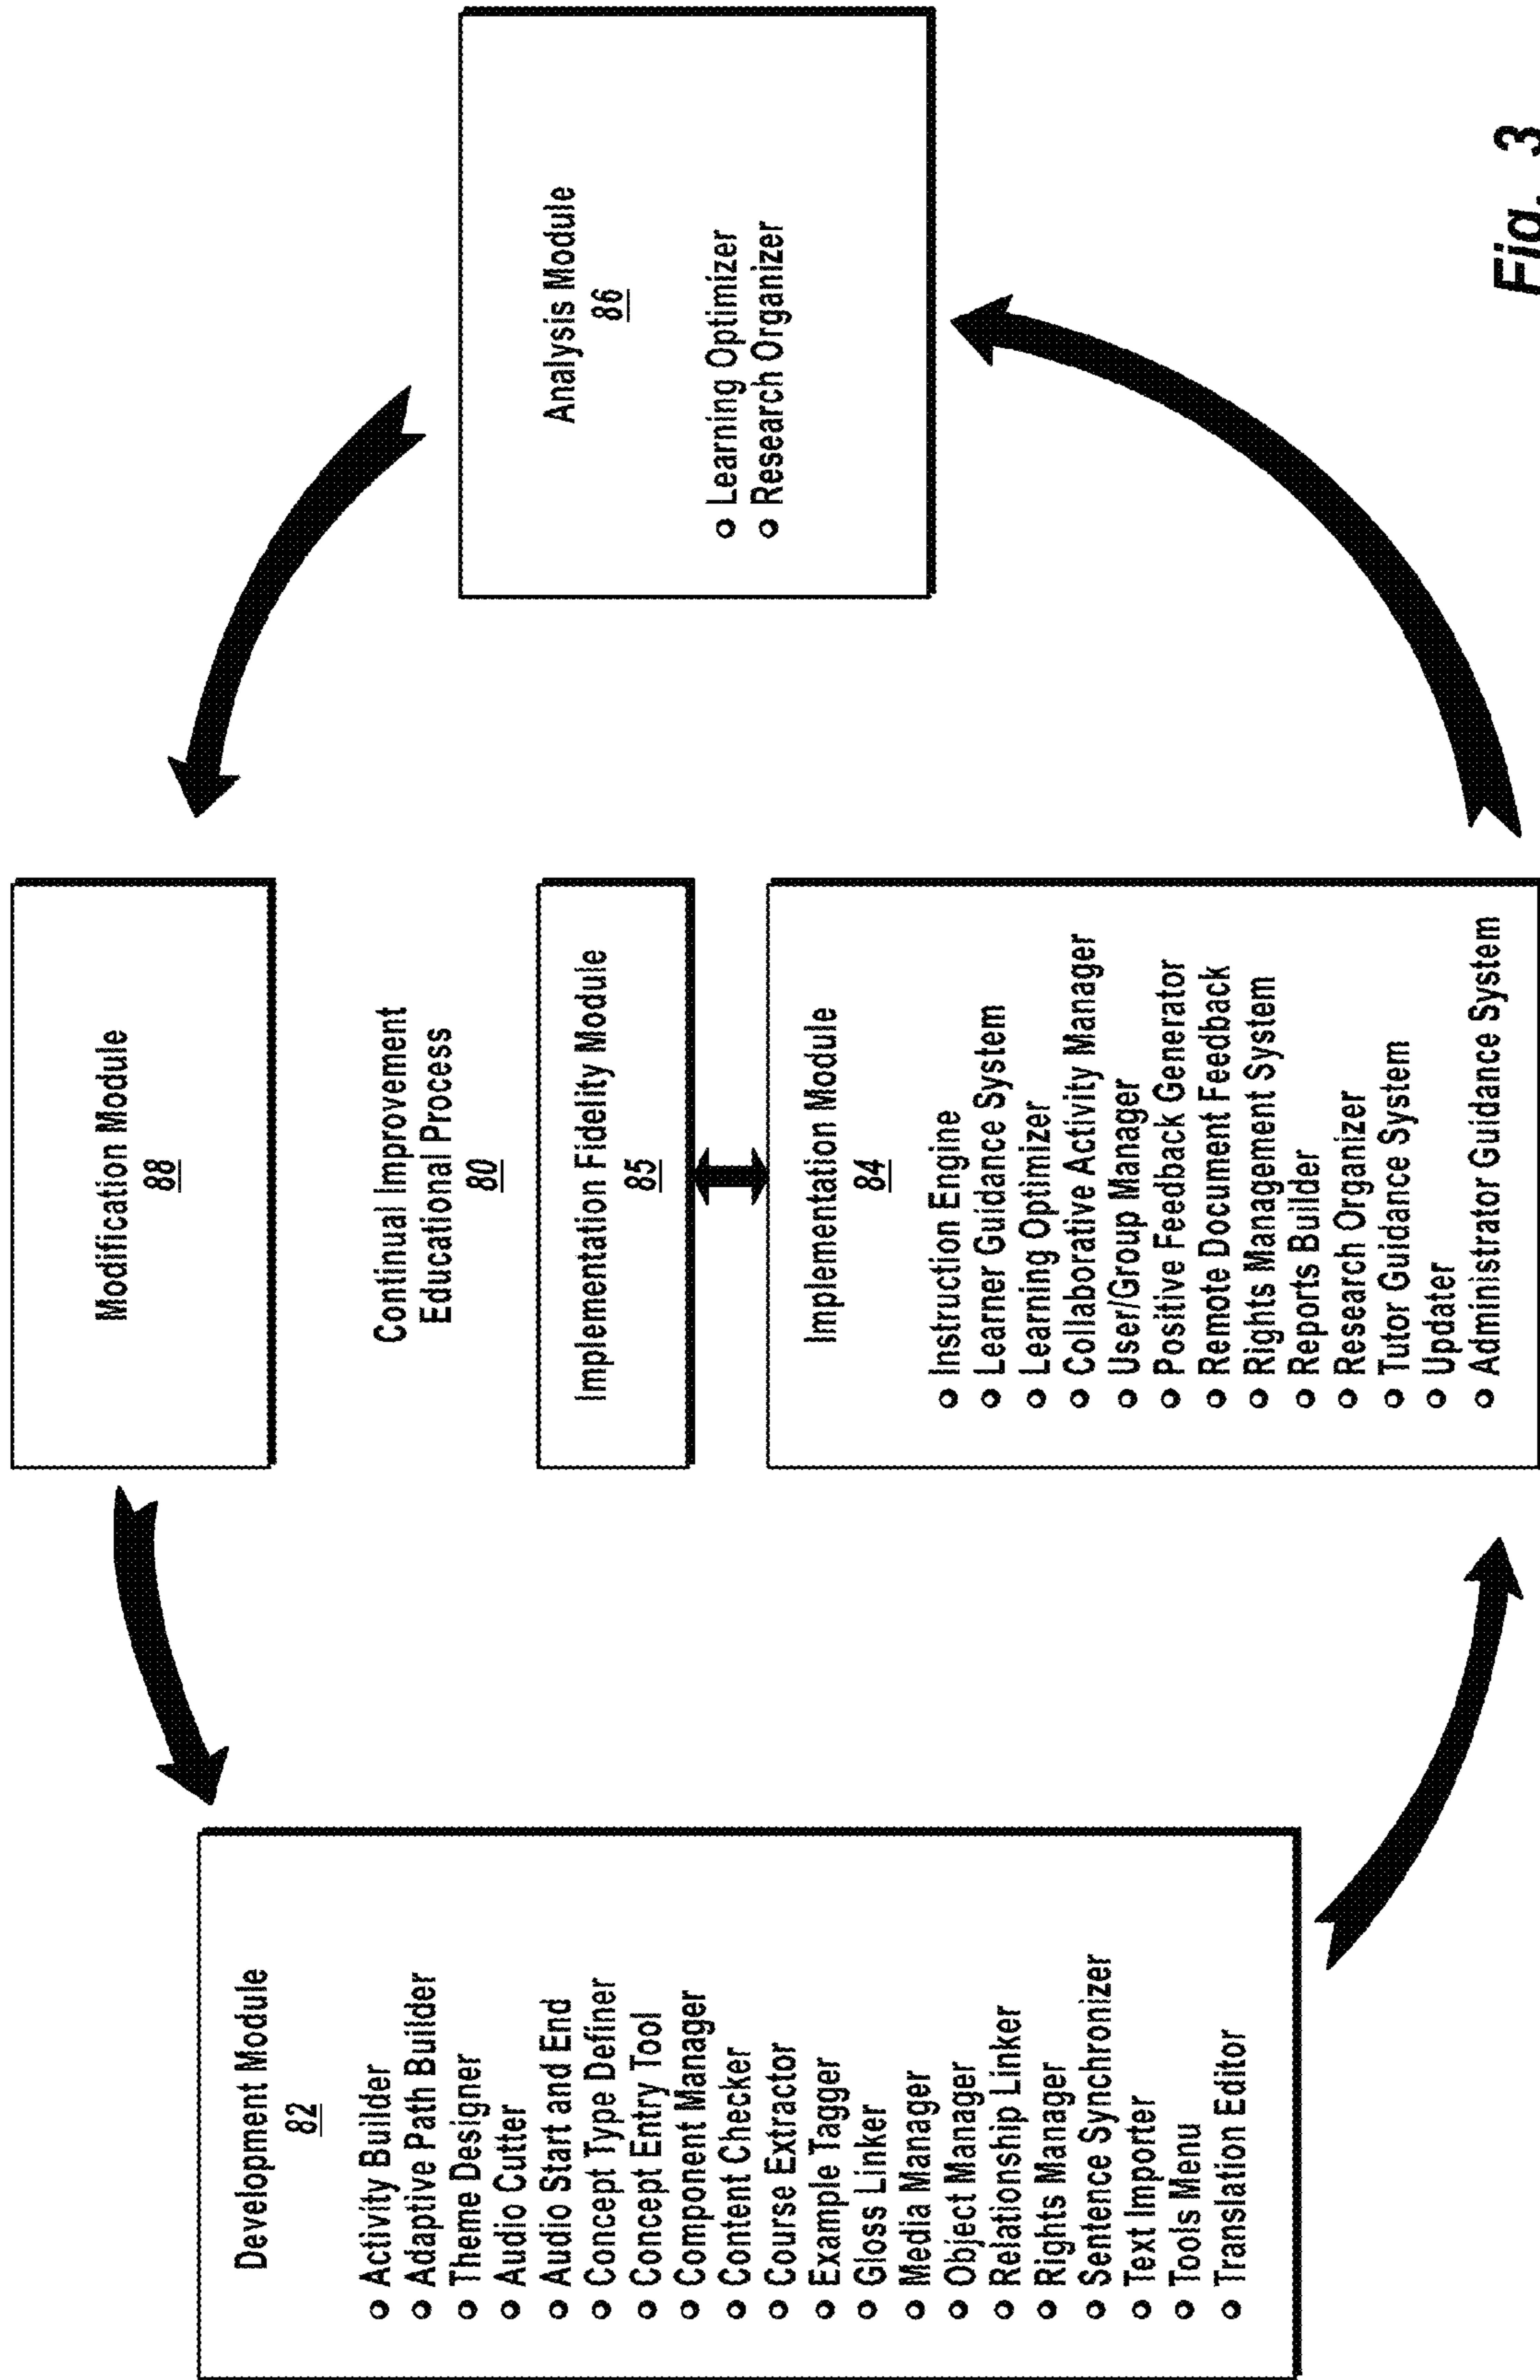 Modification Module
88
Continual Improvement
Educational Process
80
Development Module
82
Activity Builder
Adaptive Path Builder
Theme Designer
Audio Cutter
Audio Start and End
Concept Type Definer
Concept Entry Tool
Component Manager
Content Checker
Course Extractor
Example Tagger
Gloss Linker
Media Manager
Object Manager
Relationship Linker
Rights Manager
Sentence Synchronizer
Text Importer
Tools Menu
Translation Editor
Implementation Fidelity Module
85
Implementation Module
84
Instruction Engine
Learner Guidance System
Learning Optimizer
Collaborative Activity Manager
User/Group Manager
Positive Feedback Generator
Remote Document Feedback
Rights Management System
Reports Builder
Research Organizer
Tutor Guidance System
Updater
Administrator Guidance System
Analysis Module
86
Learning Optimizer
Research Organizer
Fig. 3